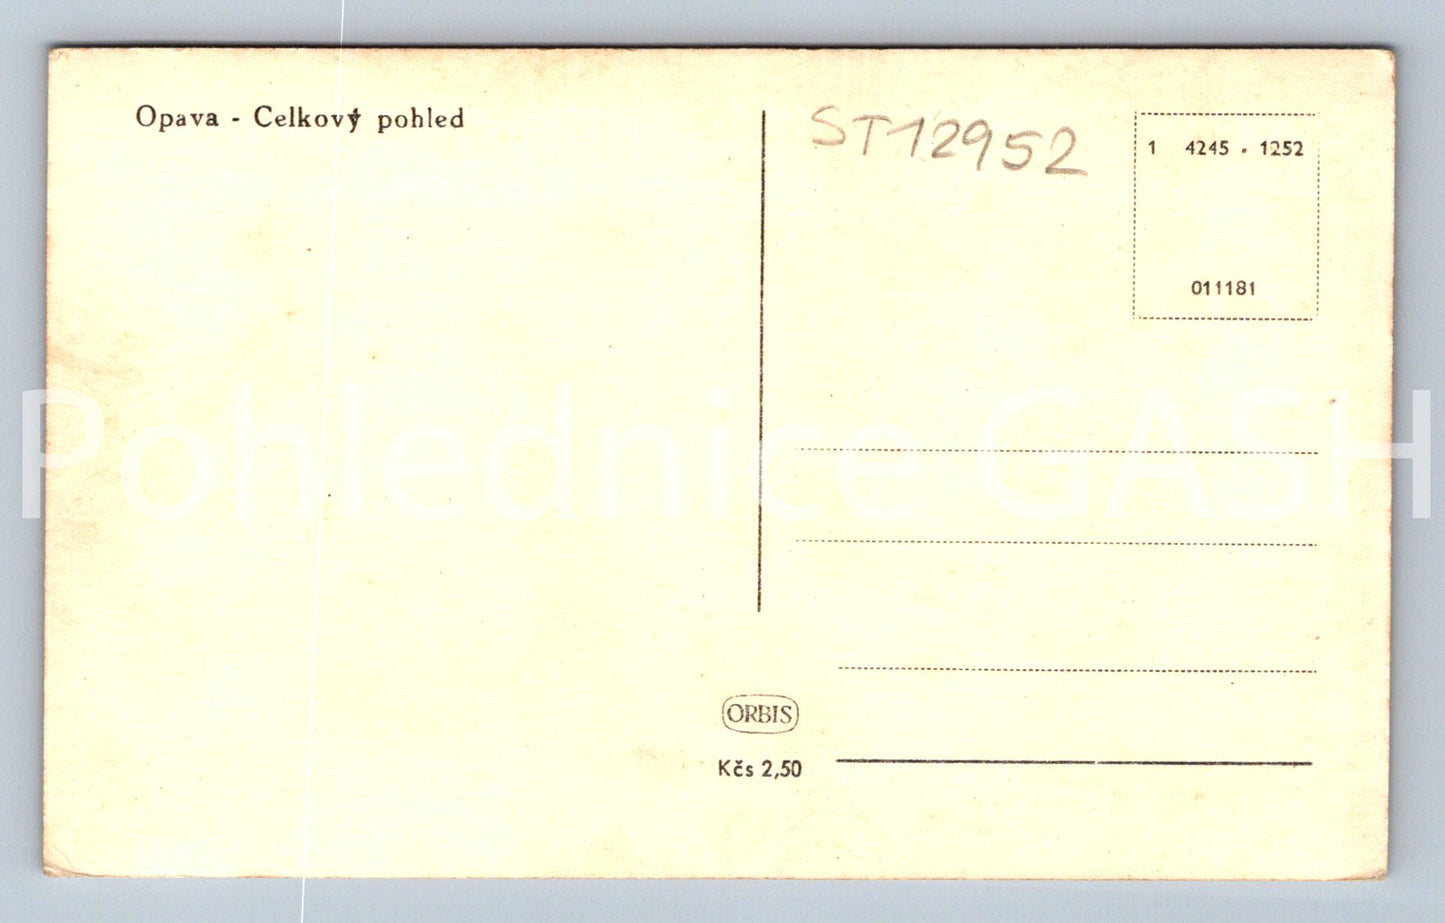 Opava - Celkový pohled
ST12952
1 4245 - 1252
011181
Pohlednice GASH
ORBIS
Kčs 2,50